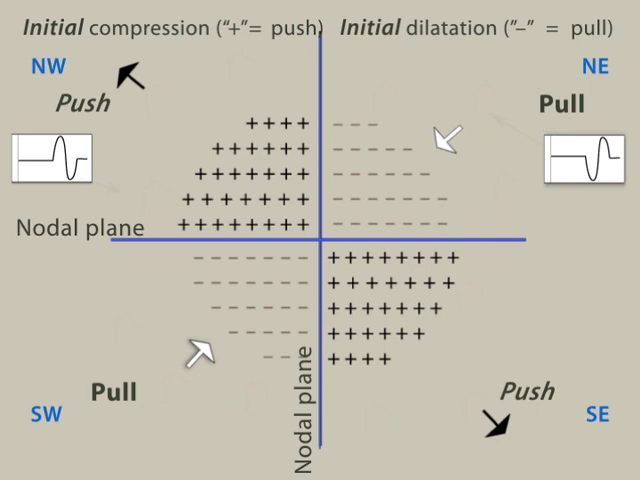 Initial compression (“+”= push) Initial dilatation (”–” = pull)
NW
NE
Push
Pull
Nodal plane
Nodal plane
Pull
Push
SW
SE